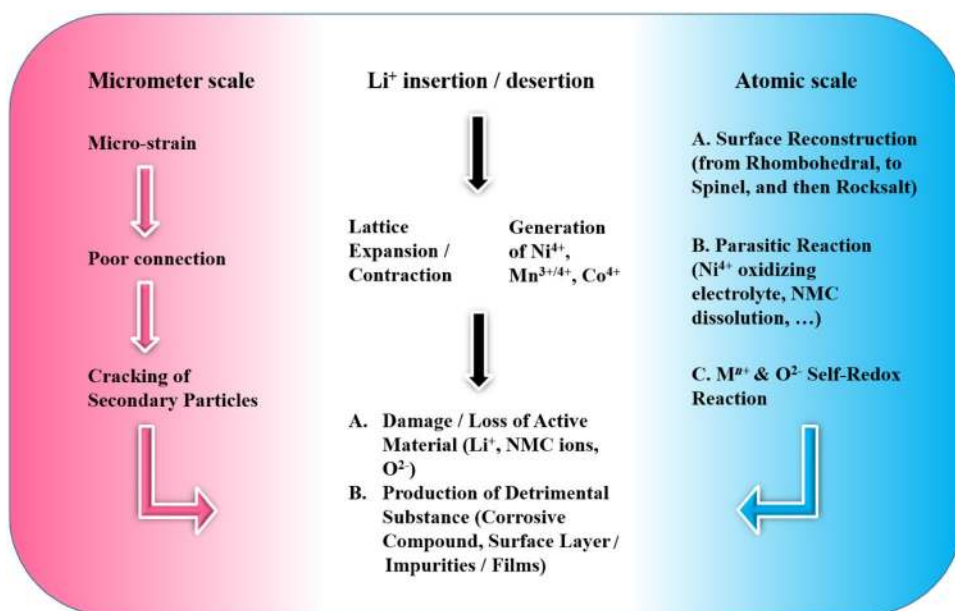 Micrometer scale
Micro-strain
Poor connection
Cracking of
Secondary Particles
Li⁺ insertion / desertion
Lattice
Expansion /
Contraction
Generation
of Ni⁴⁺,
Mn³⁺/⁴⁺, Co⁴⁺
A. Damage / Loss of Active
Material (Li⁺, NMC ions,
O²⁻)
B. Production of Detrimental
Substance (Corrosive
Compound, Surface Layer /
Impurities / Films)
Atomic scale
A. Surface Reconstruction
(from Rhombohedral, to
Spinel, and then Rocksalt)
B. Parasitic Reaction
(Ni⁴⁺ oxidizing
electrolyte, NMC
dissolution, …)
C. Mⁿ⁺ & O²⁻ Self-Redox
Reaction